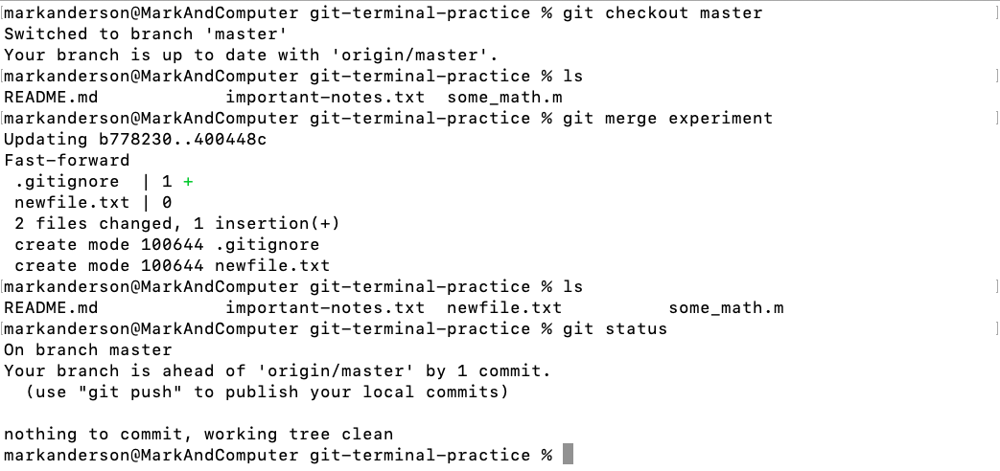 [markanderson@MarkAndComputer git-terminal-practice % git checkout master ]
Switched to branch 'master'
Your branch is up to date with 'origin/master'.
[markanderson@MarkAndComputer git-terminal-practice % ls ]
README.md important-notes.txt some_math.m
[markanderson@MarkAndComputer git-terminal-practice % git merge experiment ]
Updating b778230..400448c
Fast-forward
.gitignore | 1 +
newfile.txt | 0
2 files changed, 1 insertion(+)
create mode 100644 .gitignore
create mode 100644 newfile.txt
[markanderson@MarkAndComputer git-terminal-practice % ls ]
README.md important-notes.txt newfile.txt some_math.m
[markanderson@MarkAndComputer git-terminal-practice % git status ]
On branch master
Your branch is ahead of 'origin/master' by 1 commit.
(use "git push" to publish your local commits)
nothing to commit, working tree clean
markanderson@MarkAndComputer git-terminal-practice %